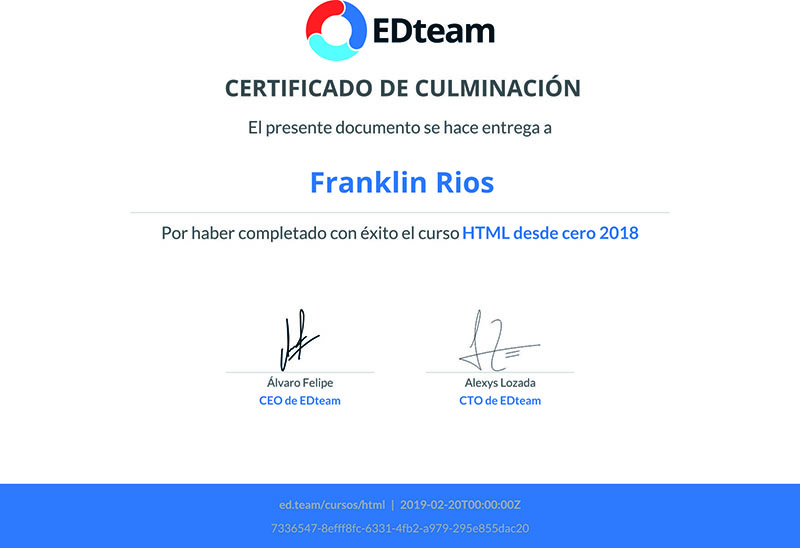 EDteam
CERTIFICADO DE CULMINACIÓN
El presente documento se hace entrega a
Franklin Rios
Por haber completado con éxito el curso HTML desde cero 2018
Álvaro Felipe
CEO de EDteam
Alexys Lozada
CTO de EDteam
ed.team/cursos/html | 2019-02-20T00:00:00Z
7336547-8efff8fc-6331-4fb2-a979-295e855dac20